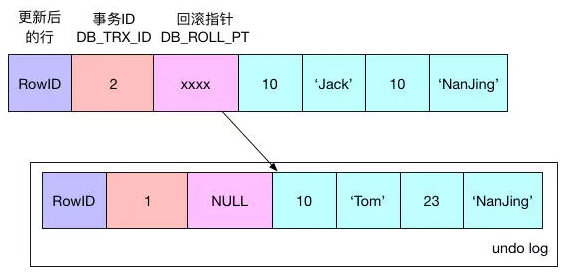 更新后
的行
事务ID
DB_TRX_ID
回滚指针
DB_ROLL_PT
RowID 2 xxxx 10 ‘Jack’ 10 ‘NanJing’
RowID 1 NULL 10 ‘Tom’ 23 ‘NanJing’
undo log